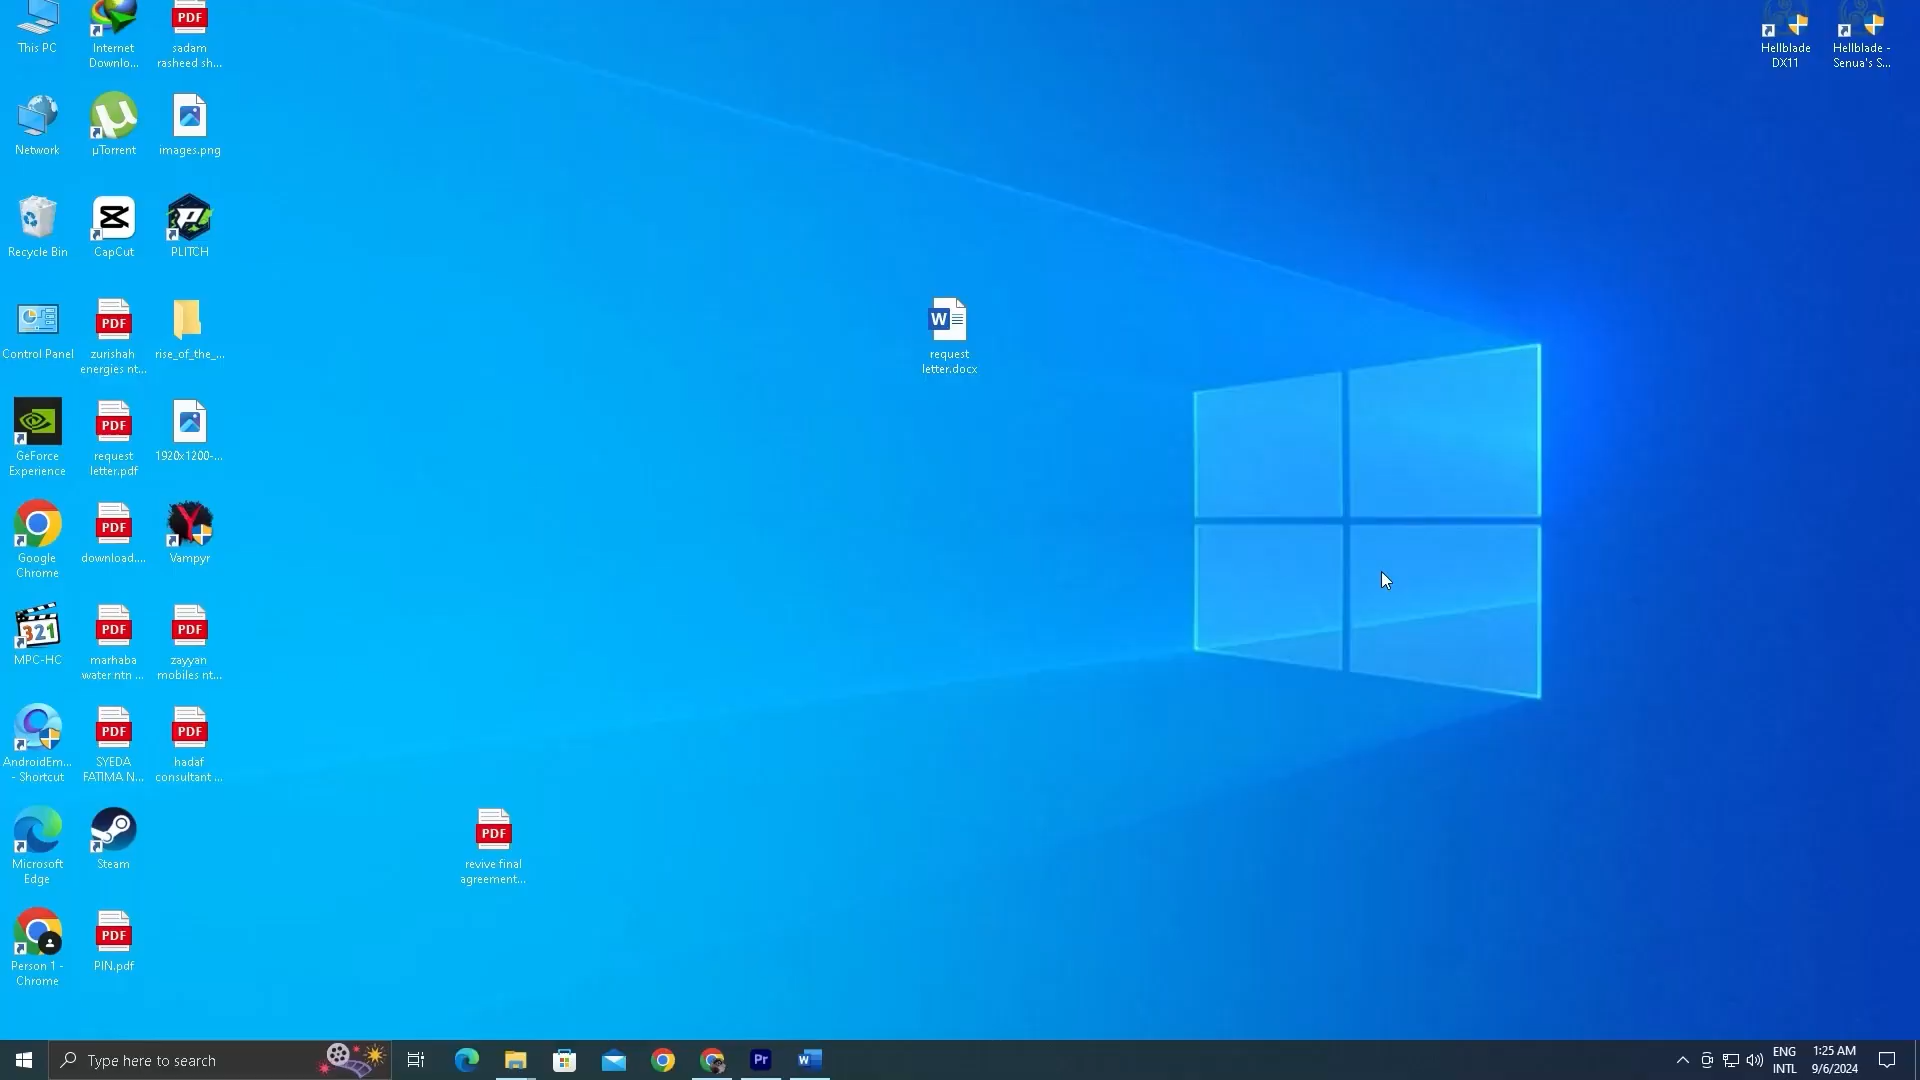 This PC
Internet
Downlo...
PDF
sadam
rasheed sh...
Hellblade
DX11
Hellblade -
Senua's S...
Network
µ
µTorrent
images.png
Recycle Bin
CapCut
PLITCH
Control Panel
PDF
zurishah
energies nt...
rise_of_the_...
W
request
letter.docx
GeForce
Experience
PDF
request
letter.pdf
1920x1200-...
Google
Chrome
PDF
download....
Vampyr
321
MPC-HC
PDF
marhaba
water ntn ...
PDF
zayyan
mobiles nt...
AndroidEm...
- Shortcut
PDF
SYEDA
FATIMA N...
PDF
hadaf
consultant ...
Microsoft
Edge
Steam
PDF
revive final
agreement...
Person 1 -
Chrome
PDF
PIN.pdf
Type here to search
Pr
W
ENG
INTL
1:25 AM
9/6/2024